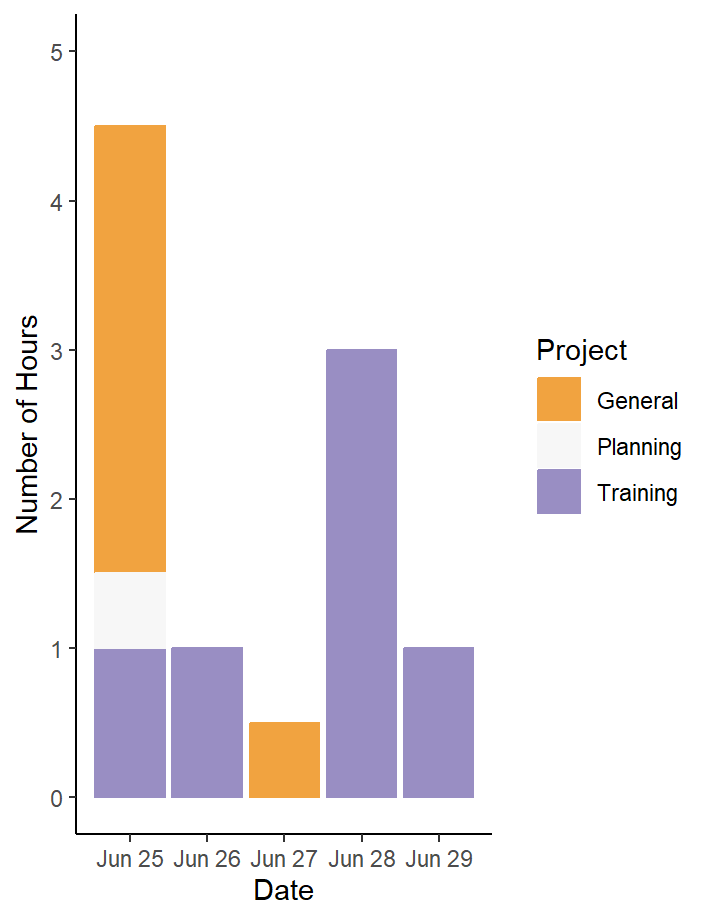 5
4
3
2
1
0
Number of Hours
Jun 25 Jun 26 Jun 27 Jun 28 Jun 29
Date
Project
General
Planning
Training